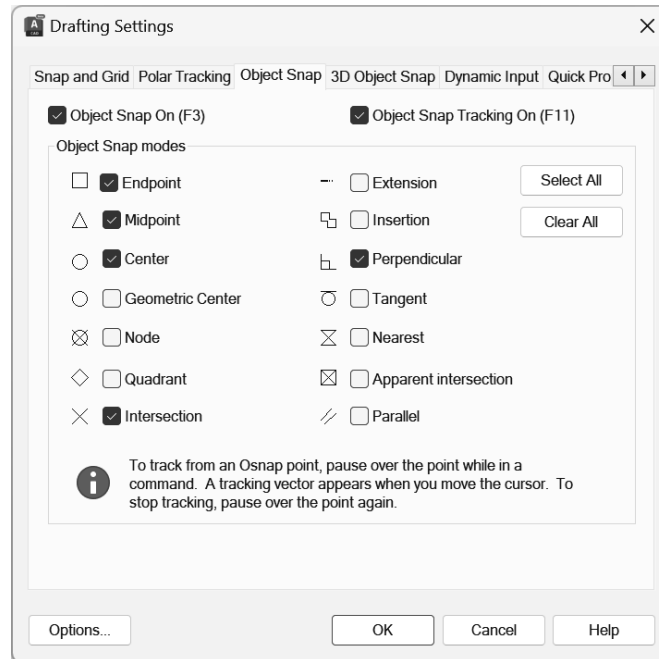 Drafting Settings
Snap and Grid Polar Tracking Object Snap 3D Object Snap Dynamic Input Quick Pro
Object Snap On (F3) Object Snap Tracking On (F11)
Object Snap modes
Endpoint Extension Select All
Midpoint Insertion Clear All
Center Perpendicular
Geometric Center Tangent
Node Nearest
Quadrant Apparent intersection
Intersection Parallel
To track from an Osnap point, pause over the point while in a
command. A tracking vector appears when you move the cursor. To
stop tracking, pause over the point again.
Options... OK Cancel Help